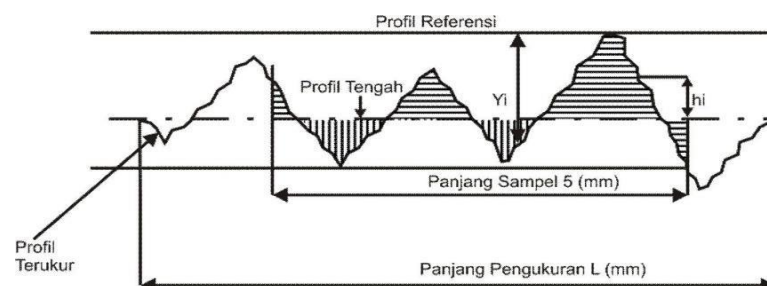 Profil Referensi
Profil Tengah
Yi
hi
Panjang Sampel 5 (mm)
Profil
Terukur
Panjang Pengukuran L (mm)